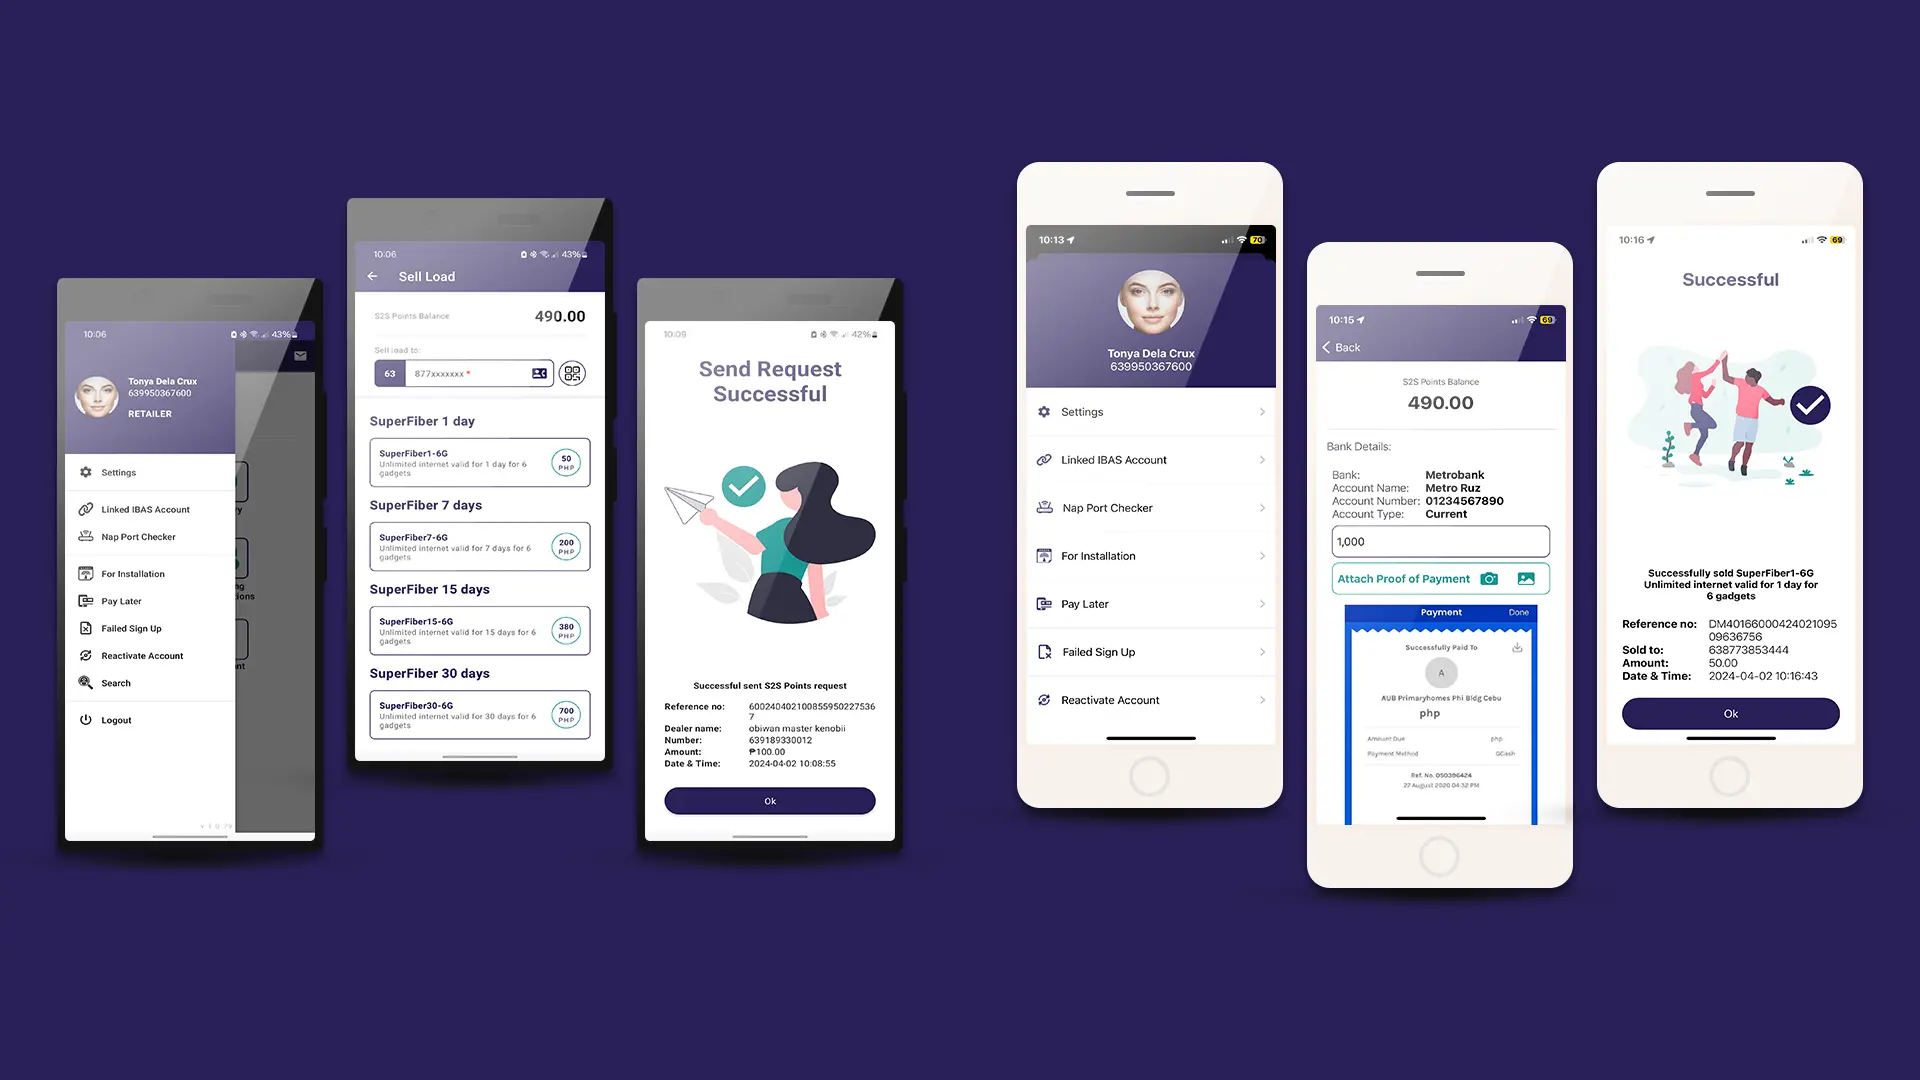 10:06
43%
Tonya Dela Crux
639950367600
RETAILER
Settings
Linked IBAS Account
Nap Port Checker
For Installation
Pay Later
Failed Sign Up
Reactivate Account
Search
Logout
10:06
43%
Sell Load
S2S Points Balance
490.00
Sell load to:
63
877xxxxxxx *
SuperFiber 1 day
SuperFiber1-6G
Unlimited internet valid for 1 day for 6
gadgets
50
PHP
SuperFiber 7 days
SuperFiber7-6G
Unlimited internet valid for 7 days for 6
gadgets
200
PHP
SuperFiber 15 days
SuperFiber15-6G
Unlimited internet valid for 15 days for 6
gadgets
380
PHP
SuperFiber 30 days
SuperFiber30-6G
Unlimited internet valid for 30 days for 6
gadgets
700
PHP
10:09
42%
Send Request
Successful
Successful sent S2S Points request
Reference no: 600240402100855950227536
7
Dealer name: obiwan master kenobii
Number: 639189330012
Amount: ₱100.00
Date & Time: 2024-04-02 10:08:55
Ok
10:13
70
Tonya Dela Crux
639950367600
Settings
Linked IBAS Account
Nap Port Checker
For Installation
Pay Later
Failed Sign Up
Reactivate Account
10:15
69
Back
S2S Points Balance
490.00
Bank Details:
Bank: Metrobank
Account Name: Metro Ruz
Account Number: 01234567890
Account Type: Current
1,000
Attach Proof of Payment
Payment
Done
Successfully Paid To
A
AUB Primaryhomes Phi Bldg Cebu
php
Amount Due php
Payment Method GCash
Ref. No. 050396424
27 August 2020 04:32 PM
10:16
69
Successful
Successfully sold SuperFiber1-6G
Unlimited internet valid for 1 day for
6 gadgets
Reference no: DM40166000424021095
09636756
Sold to: 638773853444
Amount: 50.00
Date & Time: 2024-04-02 10:16:43
Ok